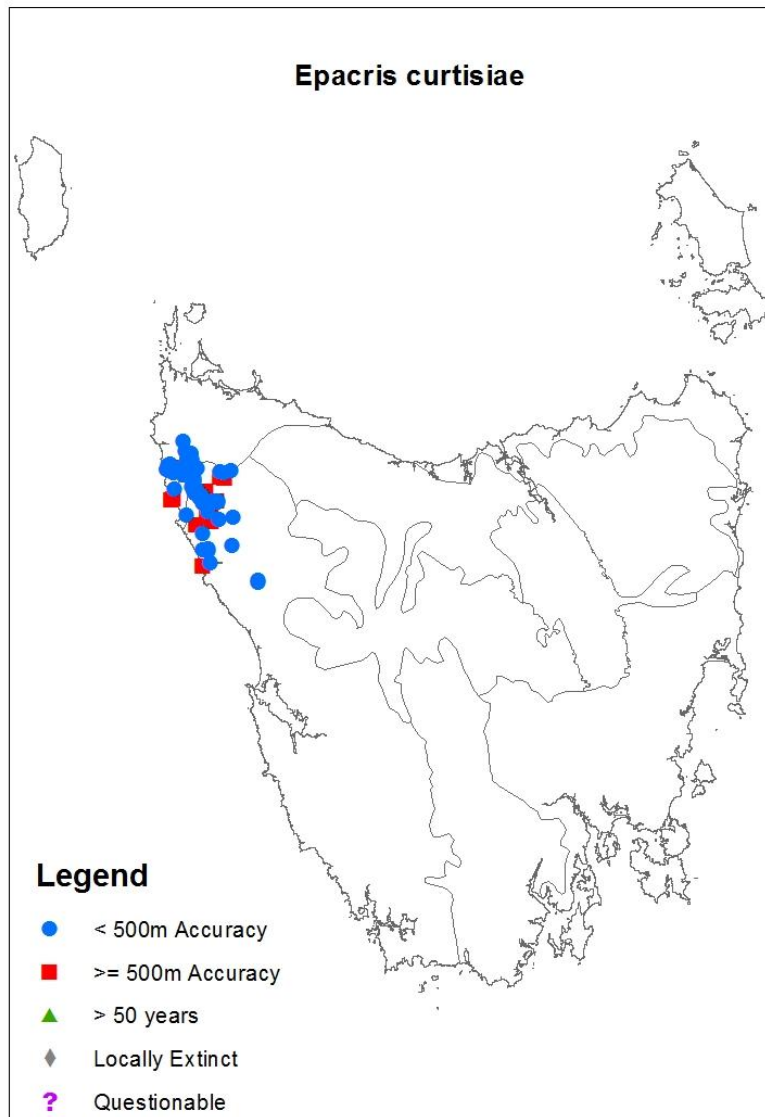 Epacris curtisiae
Legend
< 500m Accuracy
>= 500m Accuracy
> 50 years
Locally Extinct
? Questionable